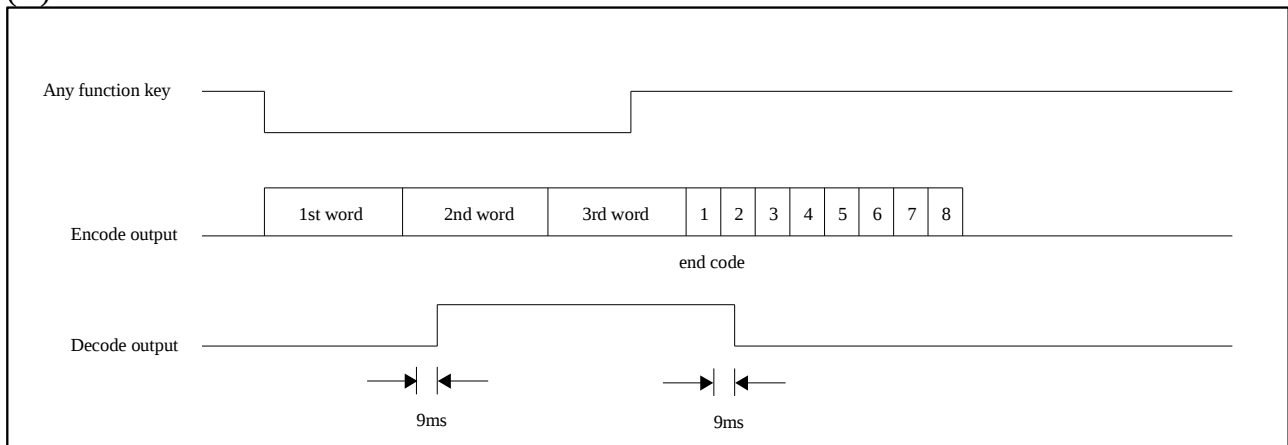 Any function key
1st word 2nd word 3rd word 1 2 3 4 5 6 7 8
Encode output
end code
Decode output
9ms 9ms